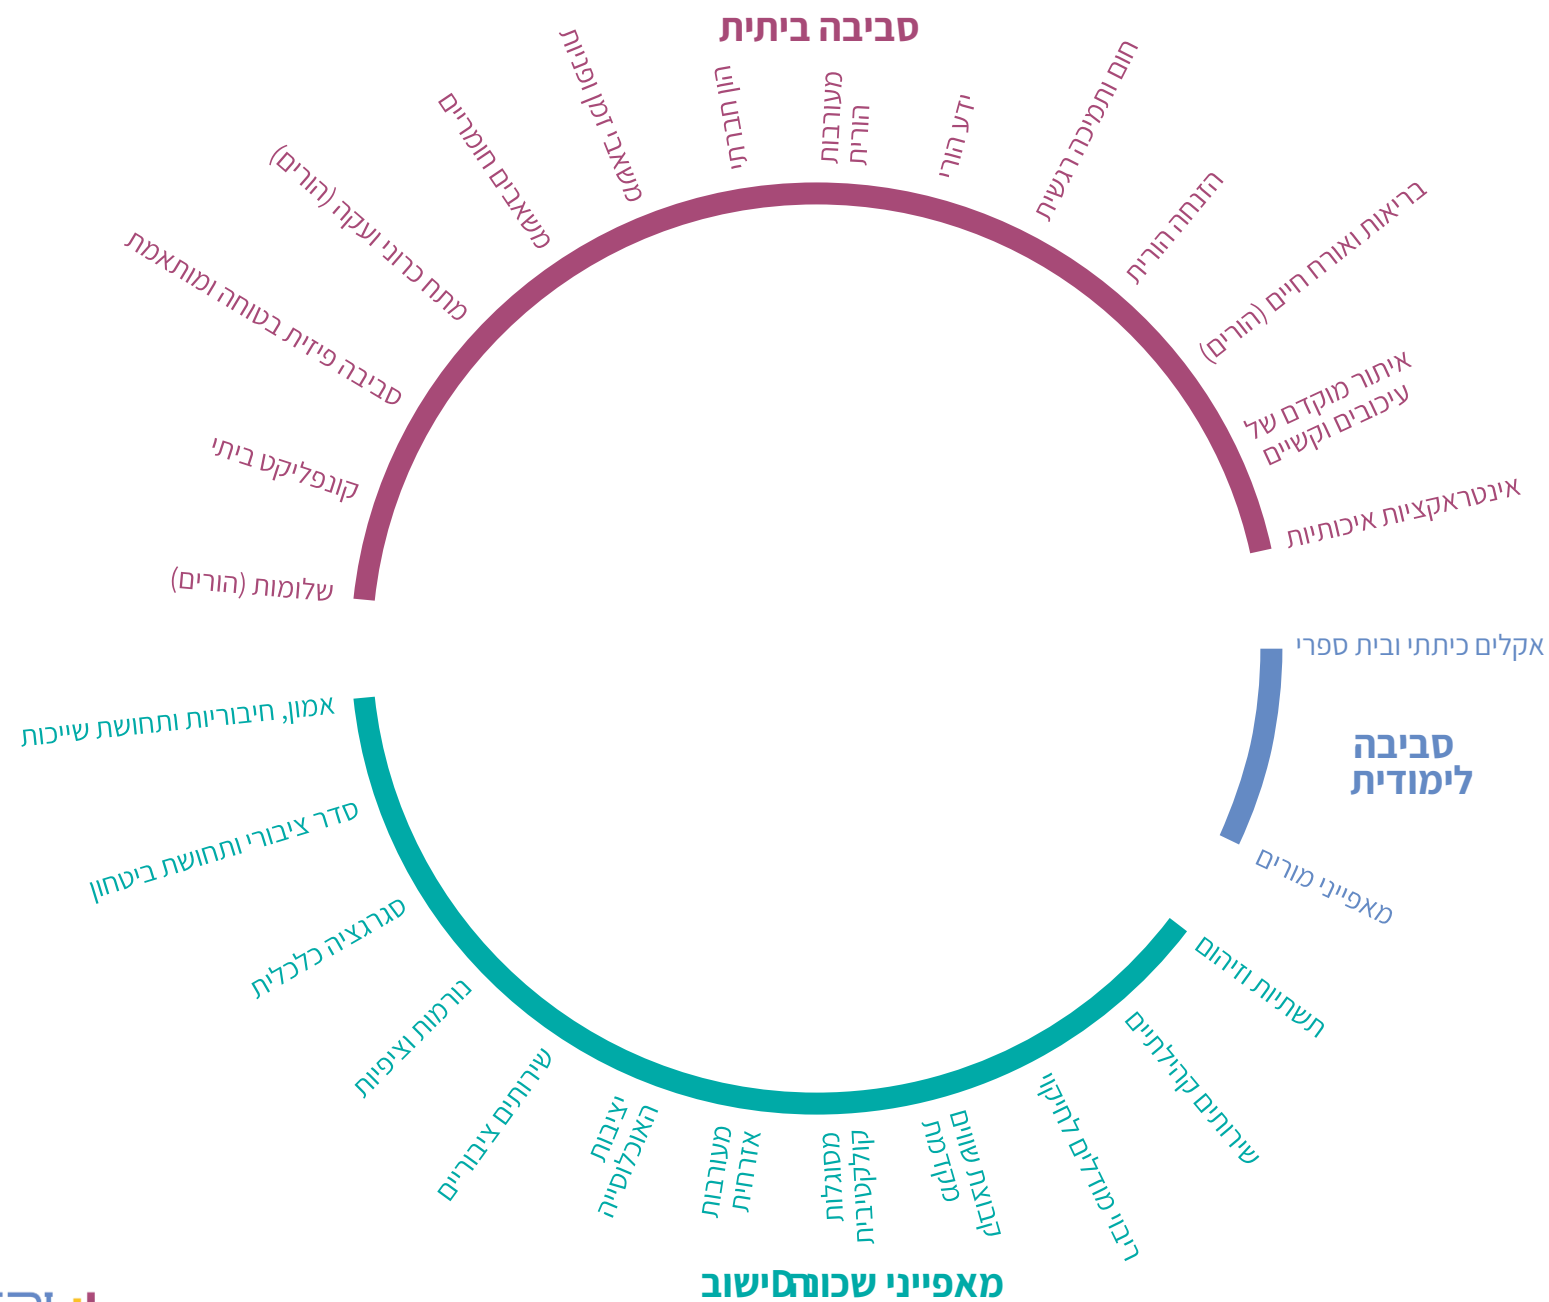 סביבה ביתית
שלומות (הורים)
קונפליקט ביתי
סביבה פיזית בטוחה ומותאמת
מתח כרוני ועקה (הורים)
משאבים חומריים
משאבי זמן ופניות
הון חברתי
מעורבות
הורית
ידע הורי
חום ותמיכה רגשית
הזנחה הורית
בריאות ואורח חיים (הורים)
איתור מוקדם של
עיכובים וקשיים
אינטראקציות איכותיות
אקלים כיתתי ובית ספרי
סביבה
לימודית
מאפייני מורים
תשתיות וזיהום
שירותים קהילתיים
ריבוי מודלים לחיקוי
קבוצת שווים
מקדמת
מסוגלות
קולקטיבית
מעורבות
אזרחית
יציבות
האוכלוסייה
שירותים ציבוריים
נורמות וציפיות
סגרגציה כלכלית
סדר ציבורי ותחושת ביטחון
אמון, חיבוריות ותחושת שייכות
מאפייני שכונה ישוב